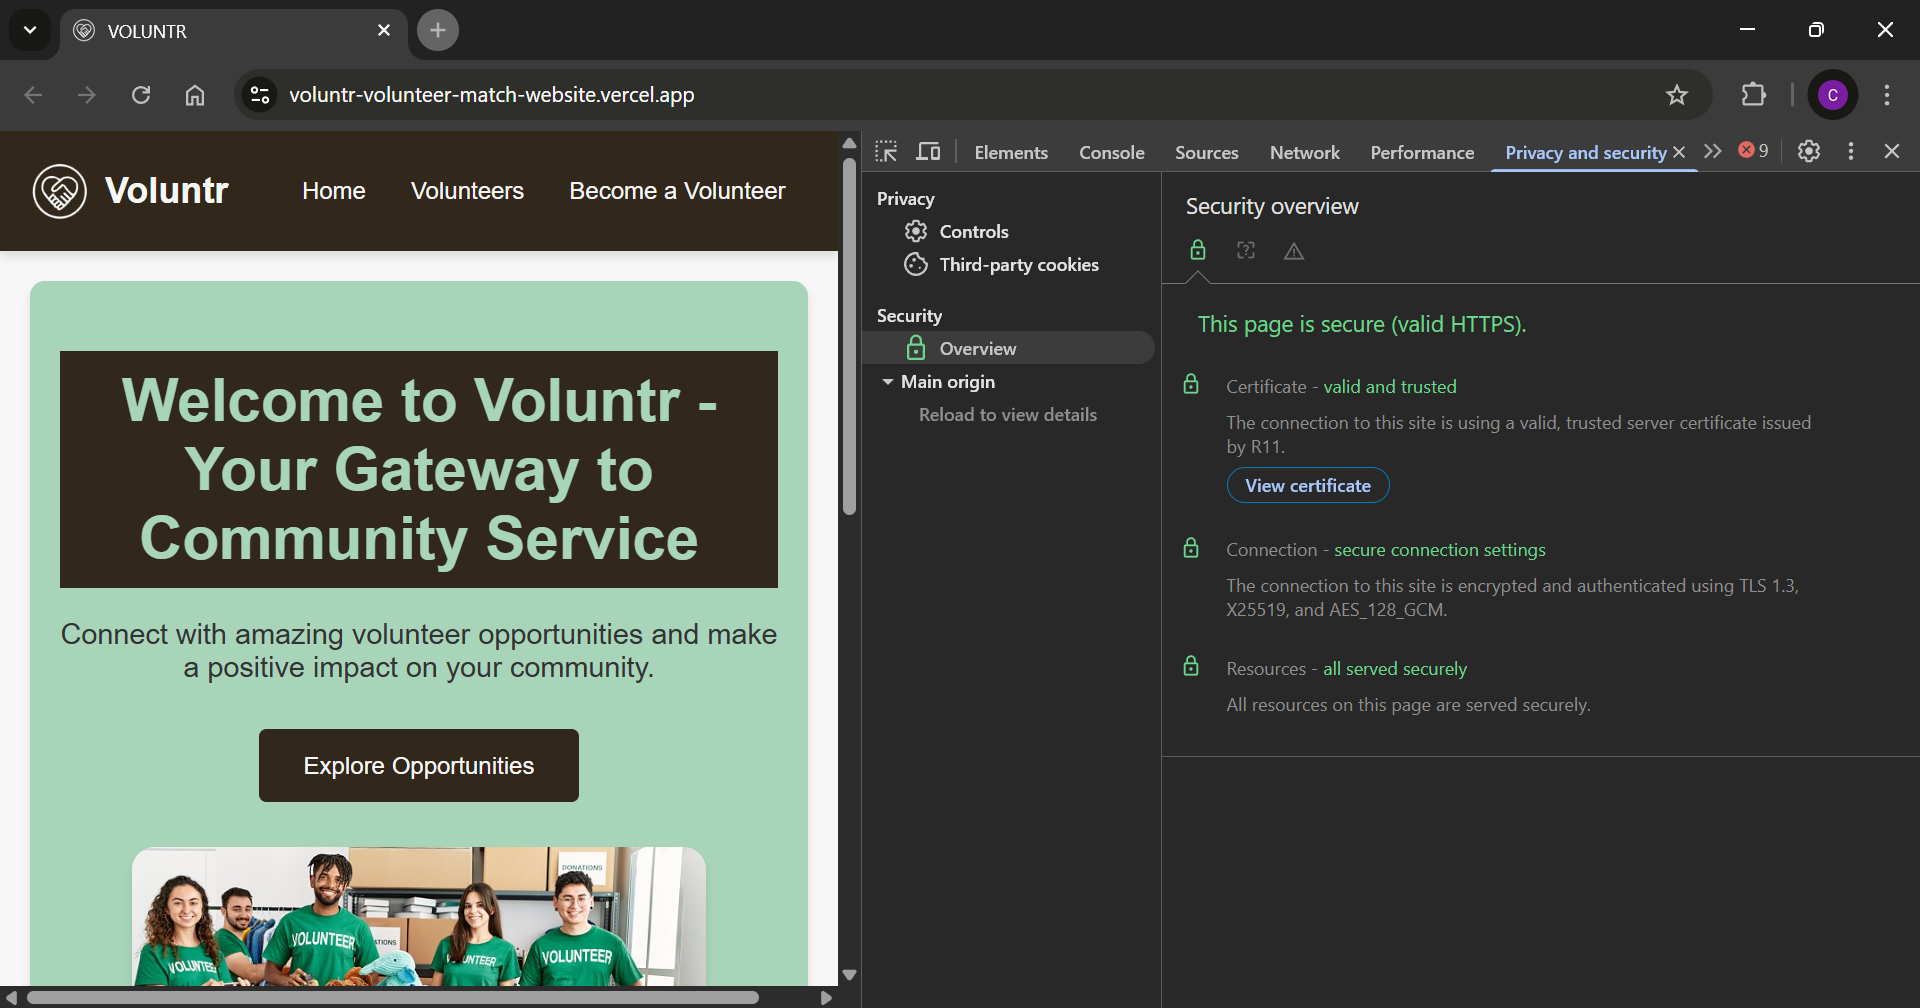 VOLUNTR
voluntr-volunteer-match-website.vercel.app
C
Voluntr
Home
Volunteers
Become a Volunteer
Welcome to Voluntr -
Your Gateway to
Community Service
Connect with amazing volunteer opportunities and make
a positive impact on your community.
Explore Opportunities
DONATIONS
VOLUNTEER
VOLUNTEER
VOLUNTEER
Elements
Console
Sources
Network
Performance
Privacy and security
9
Privacy
Controls
Third-party cookies
Security
Overview
Main origin
Reload to view details
Security overview
This page is secure (valid HTTPS).
Certificate - valid and trusted
The connection to this site is using a valid, trusted server certificate issued
by R11.
View certificate
Connection - secure connection settings
The connection to this site is encrypted and authenticated using TLS 1.3,
X25519, and AES_128_GCM.
Resources - all served securely
All resources on this page are served securely.